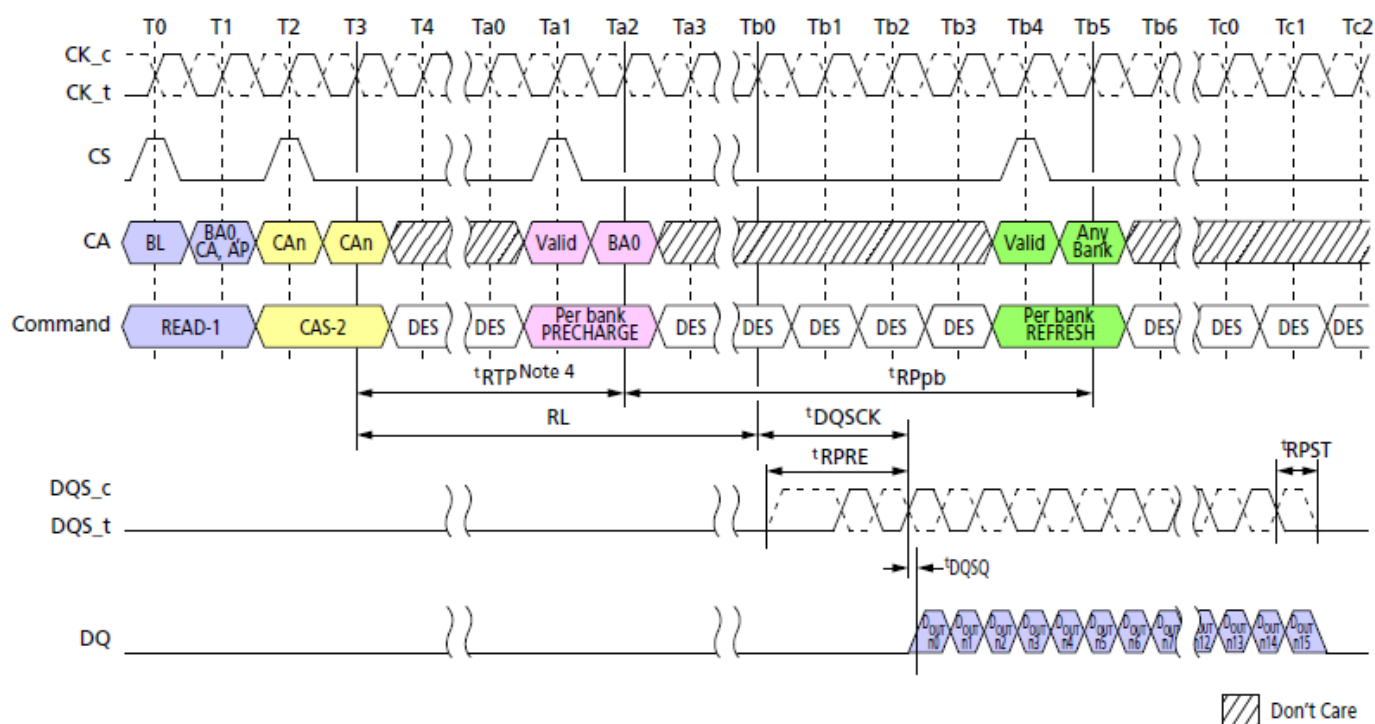 T0 T1 T2 T3 T4 Ta0 Ta1 Ta2 Ta3 Tb0 Tb1 Tb2 Tb3 Tb4 Tb5 Tb6 Tc0 Tc1 Tc2
CK_c
CK_t
CS
CA BL BA0, CA, AP CAn CAn Valid BA0 Valid Any Bank
Command READ-1 CAS-2 DES DES Per bank PRECHARGE DES DES DES DES DES Per bank REFRESH DES DES DES DES
tRTP Note 4 tRPpb
RL tDQSCK
tRPRE tRPST
DQS_c
DQS_t
tDQSQ
DQ DOUT n0 DOUT n1 DOUT n2 DOUT n3 DOUT n4 DOUT n5 DOUT n6 DOUT n7 DOUT n12 DOUT n13 DOUT n14 DOUT n15
Don't Care